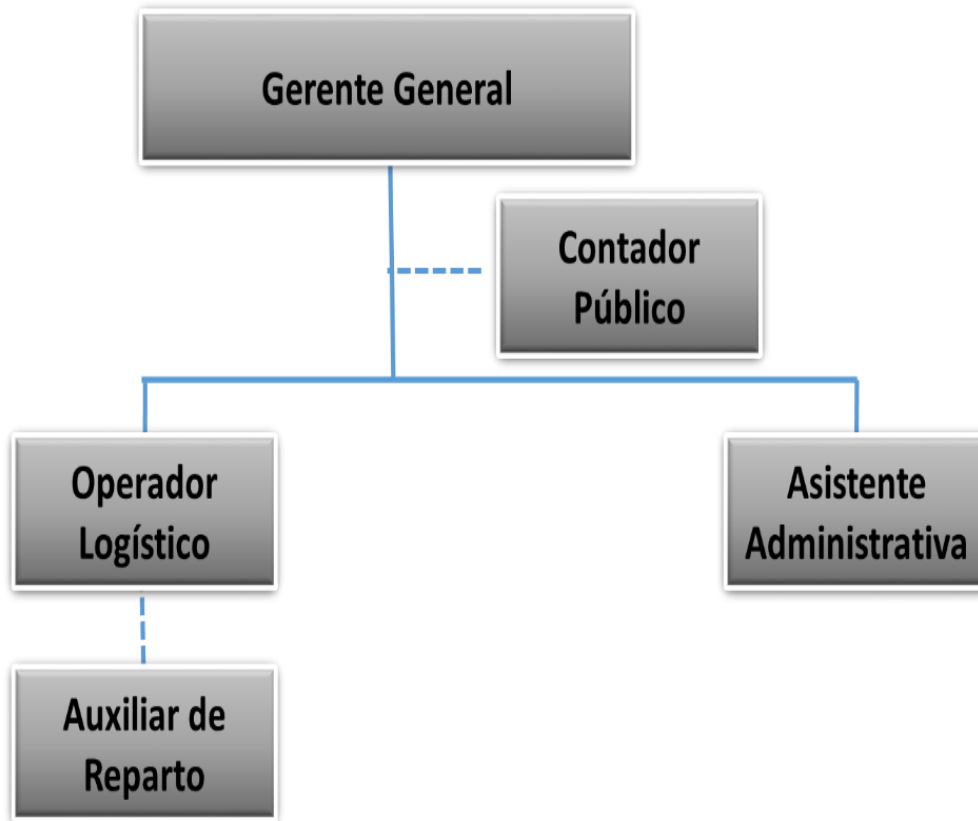 Gerente General
Contador
Público
Operador
Logístico
Asistente
Administrativa
Auxiliar de
Reparto